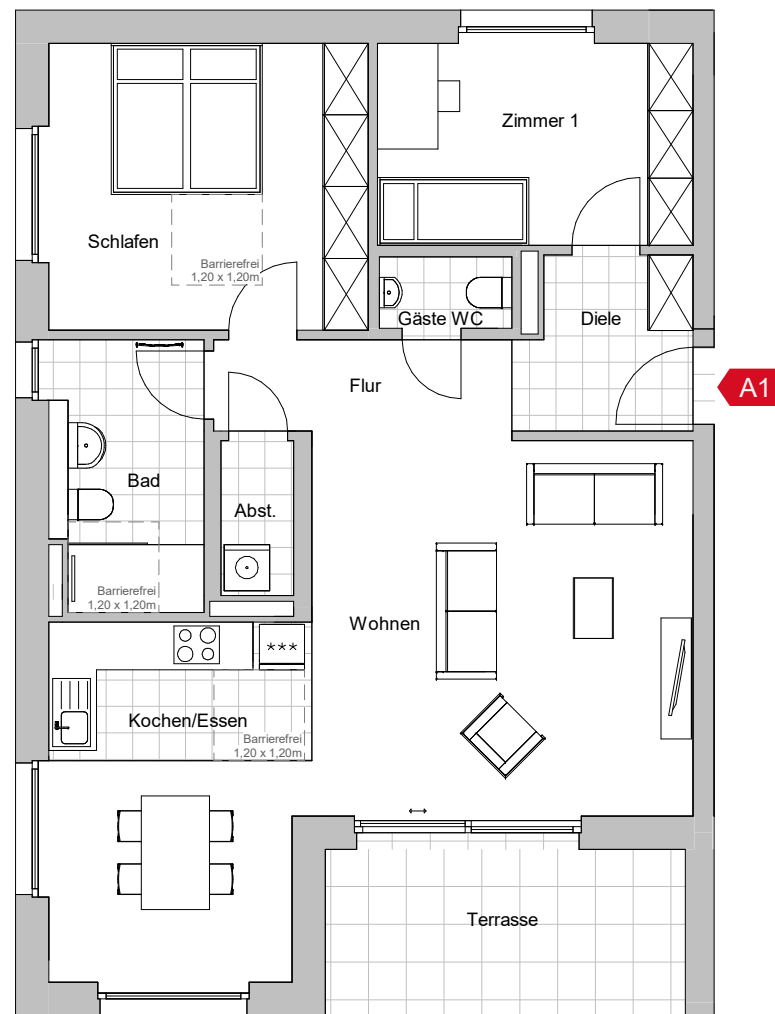 Zimmer 1
Schlafen
Barrierefrei
1,20 x 1,20m
Gäste WC
Diele
Flur
A1
Bad
Abst.
Barrierefrei
1,20 x 1,20m
Wohnen
***
Kochen/Essen
Barrierefrei
1,20 x 1,20m
Terrasse